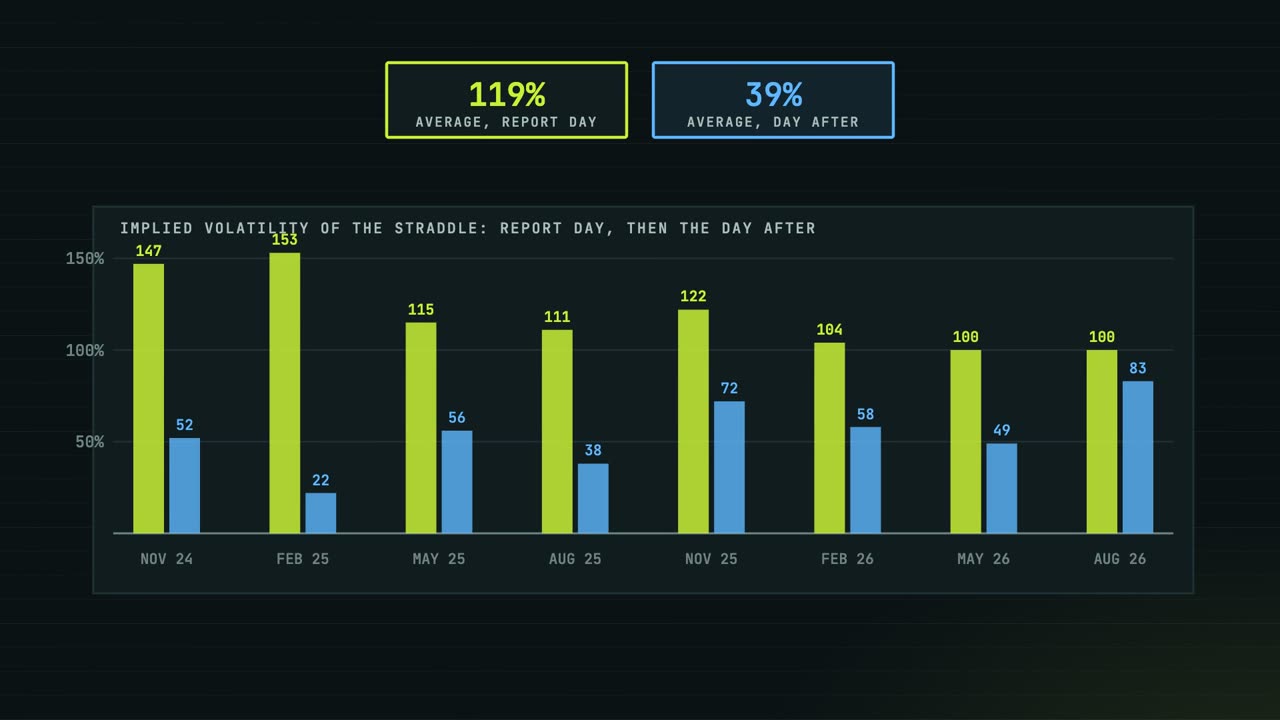 119%
AVERAGE, REPORT DAY
39%
AVERAGE, DAY AFTER
IMPLIED VOLATILITY OF THE STRADDLE: REPORT DAY, THEN THE DAY AFTER
150%
100%
50%
147
52
153
22
115
56
111
38
122
72
104
58
100
49
100
83
NOV 24
FEB 25
MAY 25
AUG 25
NOV 25
FEB 26
MAY 26
AUG 26